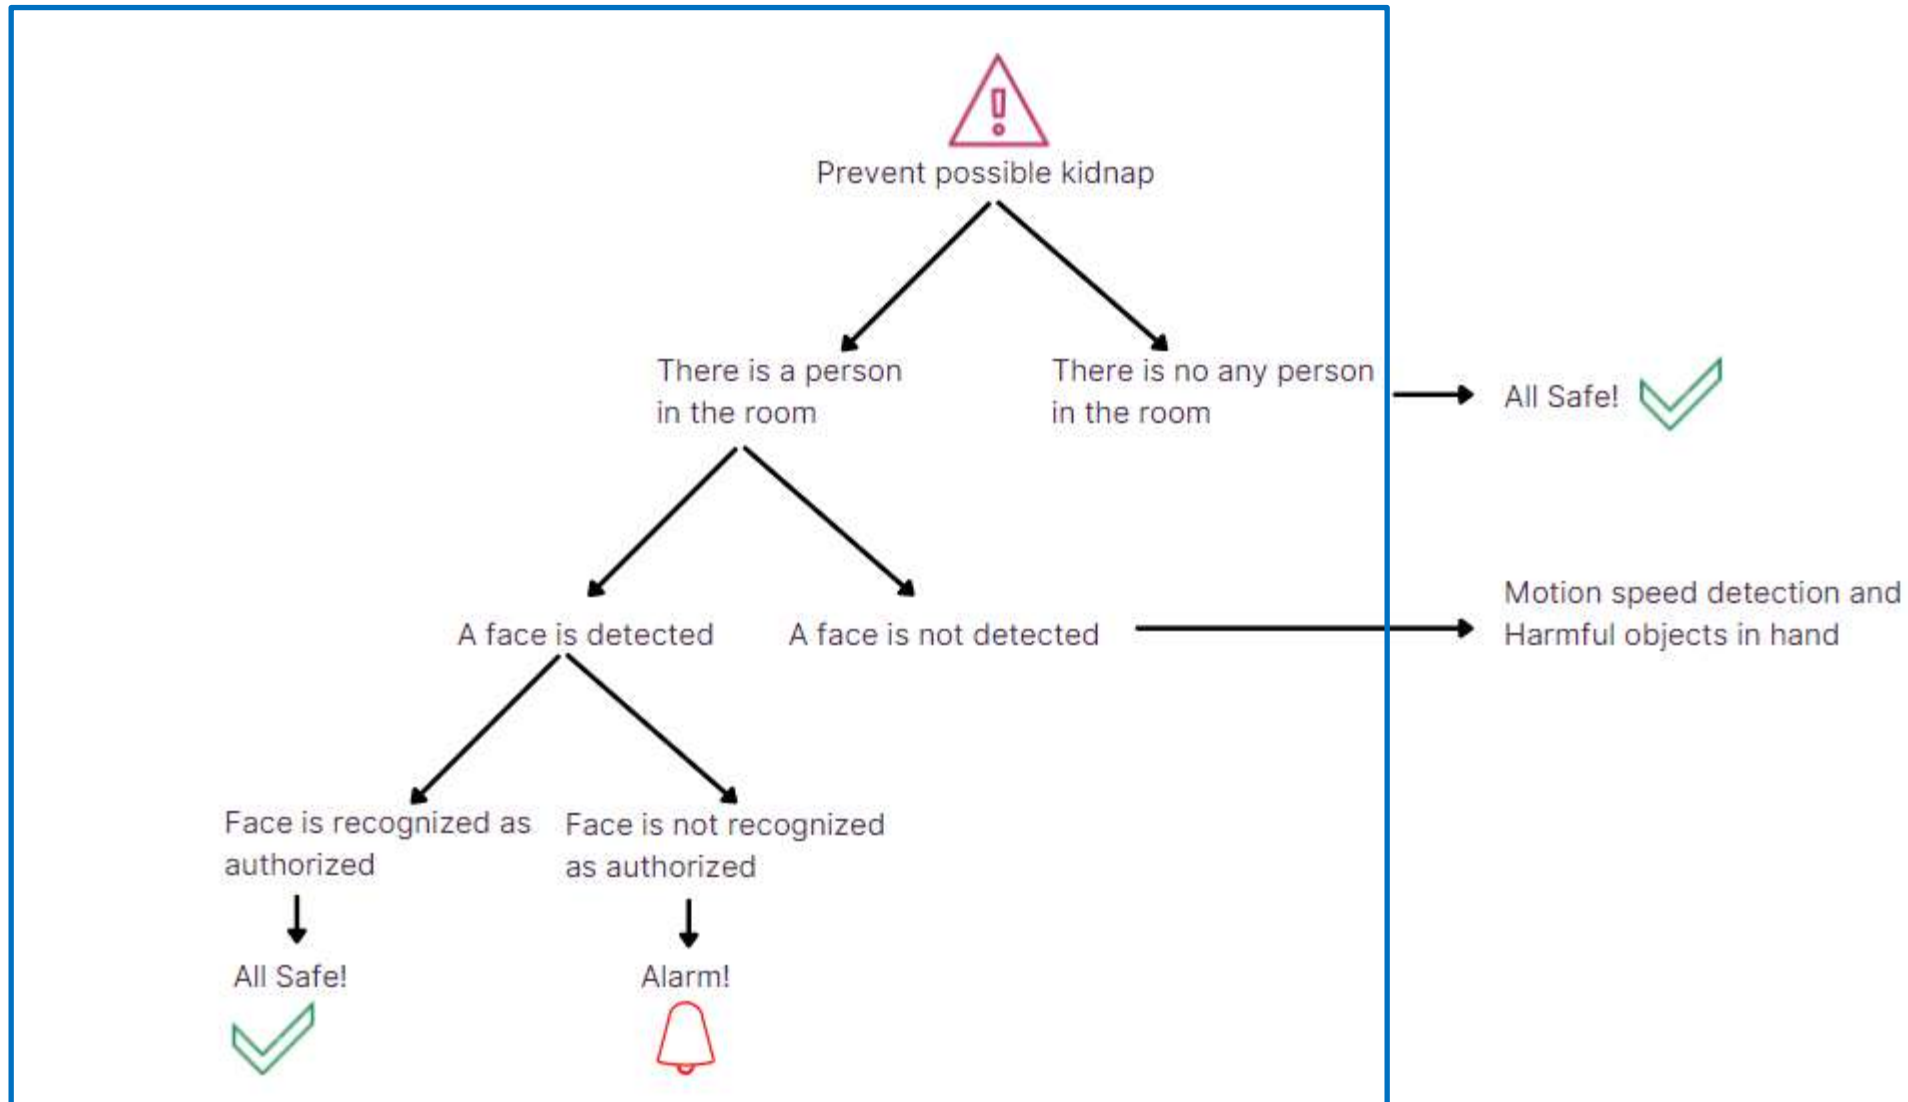 Prevent possible kidnap
There is a person
in the room
There is no any person
in the room
All Safe!
A face is detected
A face is not detected
Motion speed detection and
Harmful objects in hand
Face is recognized as
authorized
Face is not recognized
as authorized
All Safe!
Alarm!